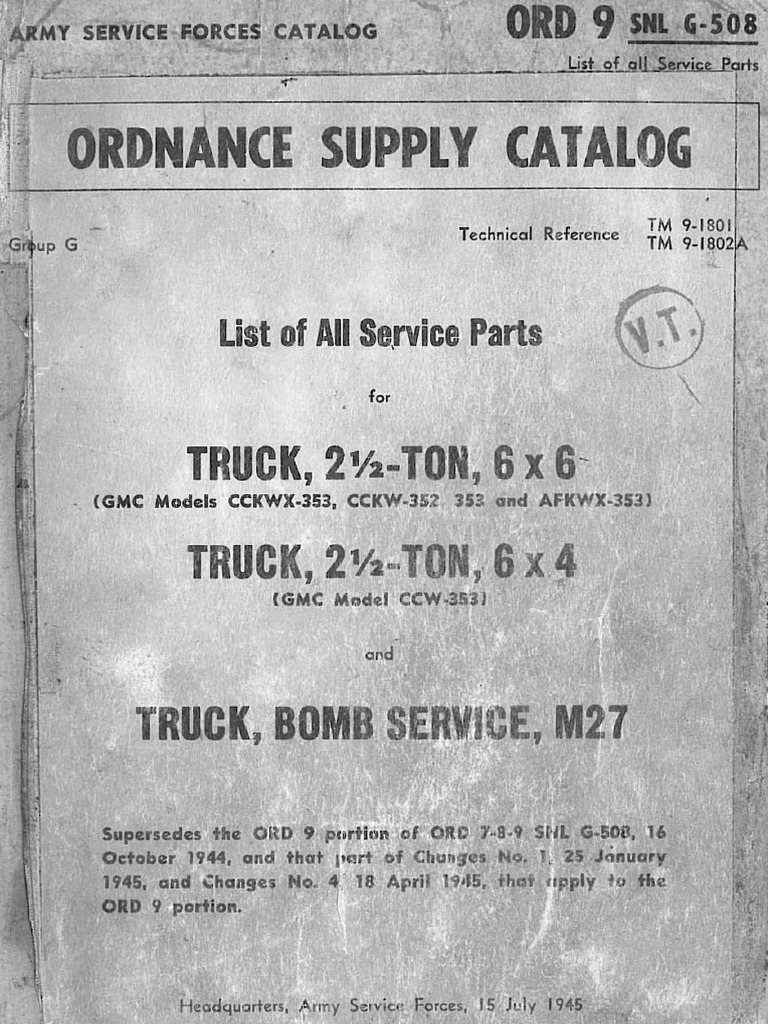 ARMY SERVICE FORCES CATALOG
ORD 9 SNL G-508
List of all Service Parts
ORDNANCE SUPPLY CATALOG
Group G
Technical Reference TM 9-1801
TM 9-1802A
List of All Service Parts
V.T.
for
TRUCK, 2½-TON, 6 x 6
(GMC Models CCKWX-353, CCKW-352 353 and AFKWX-353)
TRUCK, 2½-TON, 6 x 4
(GMC Model CCW-353)
and
TRUCK, BOMB SERVICE, M27
Supersedes the ORD 9 portion of ORD 7-8-9 SNL G-508, 16
October 1944, and that part of Changes No. 1, 25 January
1945, and Changes No. 4 18 April 1945, that apply to the
ORD 9 portion.
Headquarters, Army Service Forces, 15 July 1945